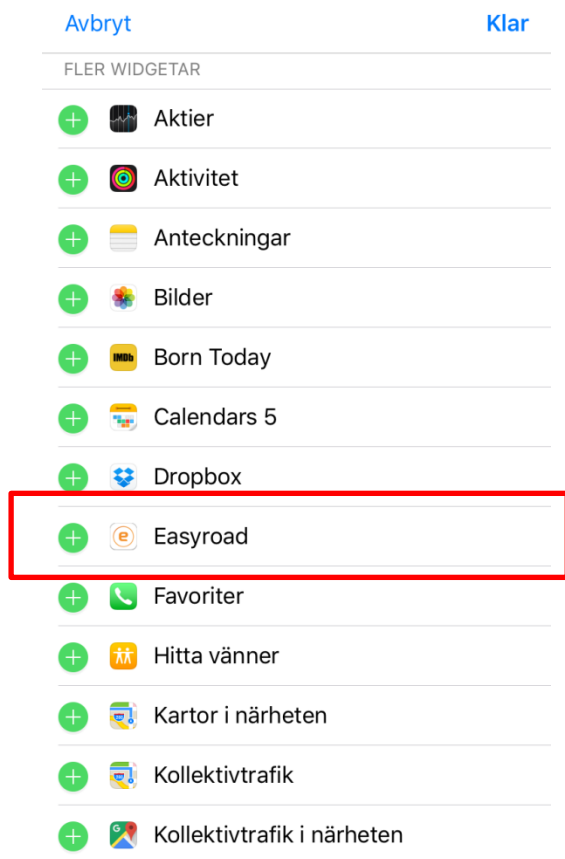 Avbryt Klar
FLER WIDGETAR
Aktier
Aktivitet
Anteckningar
Bilder
IMDb Born Today
Calendars 5
Dropbox
e Easyroad
Favoriter
Hitta vänner
Kartor i närheten
Kollektivtrafik
G Kollektivtrafik i närheten